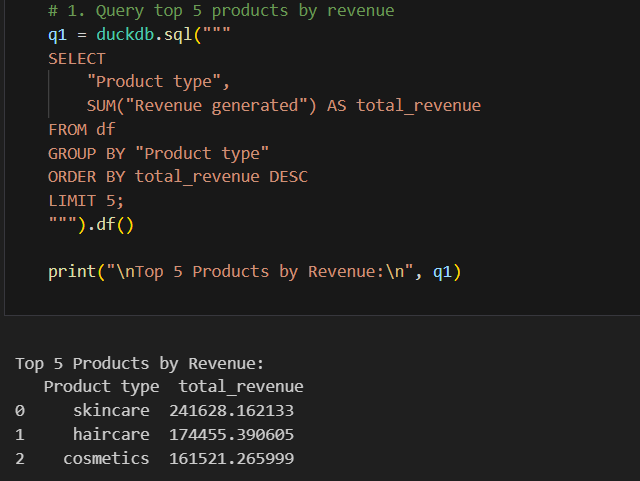 # 1. Query top 5 products by revenue
q1 = duckdb.sql("""
SELECT
    "Product type",
    SUM("Revenue generated") AS total_revenue
FROM df
GROUP BY "Product type"
ORDER BY total_revenue DESC
LIMIT 5;
""").df()
print("\nTop 5 Products by Revenue:\n", q1)
Top 5 Products by Revenue:
   Product type  total_revenue
0      skincare  241628.162133
1      haircare  174455.390605
2     cosmetics  161521.265999